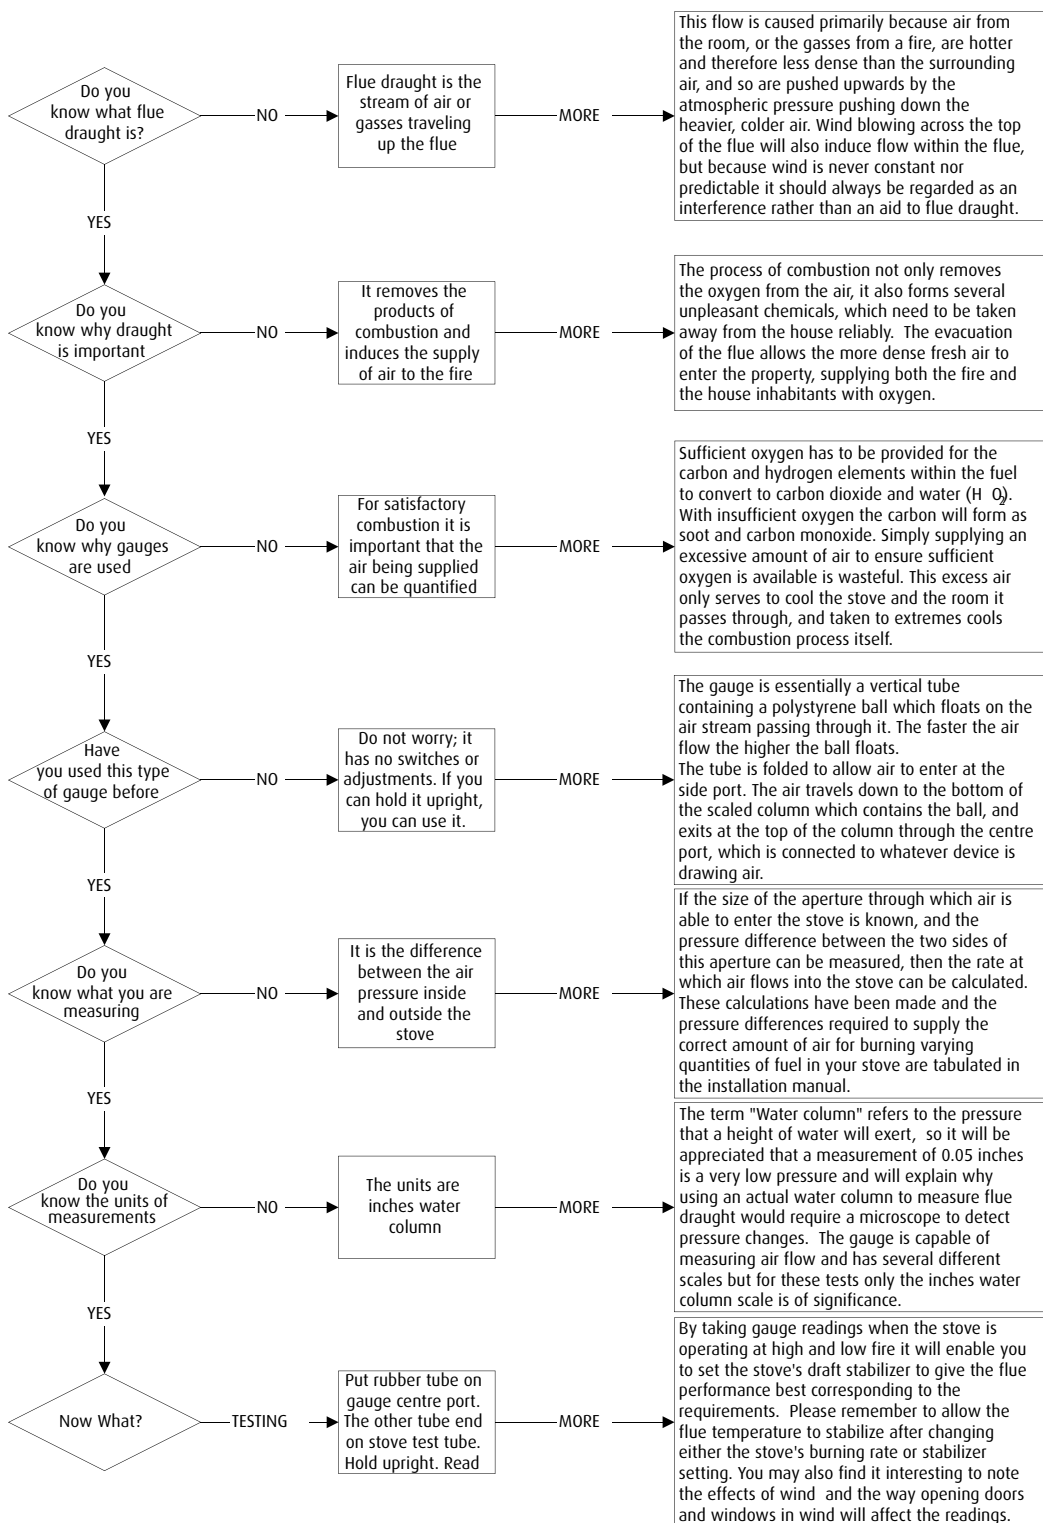 Do you
know what flue
draught is?
NO
Flue draught is the
stream of air or
gasses traveling
up the flue
MORE
This flow is caused primarily because air from
the room, or the gasses from a fire, are hotter
and therefore less dense than the surrounding
air, and so are pushed upwards by the
atmospheric pressure pushing down the
heavier, colder air. Wind blowing across the top
of the flue will also induce flow within the flue,
but because wind is never constant nor
predictable it should always be regarded as an
interference rather than an aid to flue draught.
YES
Do you
know why draught
is important
NO
It removes the
products of
combustion and
induces the supply
of air to the fire
MORE
The process of combustion not only removes
the oxygen from the air, it also forms several
unpleasant chemicals, which need to be taken
away from the house reliably. The evacuation
of the flue allows the more dense fresh air to
enter the property, supplying both the fire and
the house inhabitants with oxygen.
YES
Do you
know why gauges
are used
NO
For satisfactory
combustion it is
important that the
air being supplied
can be quantified
MORE
Sufficient oxygen has to be provided for the
carbon and hydrogen elements within the fuel
to convert to carbon dioxide and water (H O2).
With insufficient oxygen the carbon will form as
soot and carbon monoxide. Simply supplying an
excessive amount of air to ensure sufficient
oxygen is available is wasteful. This excess air
only serves to cool the stove and the room it
passes through, and taken to extremes cools
the combustion process itself.
YES
Have
you used this type
of gauge before
NO
Do not worry; it
has no switches or
adjustments. If you
can hold it upright,
you can use it.
MORE
The gauge is essentially a vertical tube
containing a polystyrene ball which floats on the
air stream passing through it. The faster the air
flow the higher the ball floats.
The tube is folded to allow air to enter at the
side port. The air travels down to the bottom of
the scaled column which contains the ball, and
exits at the top of the column through the centre
port, which is connected to whatever device is
drawing air.
YES
Do you
know what you are
measuring
NO
It is the difference
between the air
pressure inside
and outside the
stove
MORE
If the size of the aperture through which air is
able to enter the stove is known, and the
pressure difference between the two sides of
this aperture can be measured, then the rate at
which air flows into the stove can be calculated.
These calculations have been made and the
pressure differences required to supply the
correct amount of air for burning varying
quantities of fuel in your stove are tabulated in
the installation manual.
YES
Do you
know the units of
measurements
NO
The units are
inches water
column
MORE
The term "Water column" refers to the pressure
that a height of water will exert, so it will be
appreciated that a measurement of 0.05 inches
is a very low pressure and will explain why
using an actual water column to measure flue
draught would require a microscope to detect
pressure changes. The gauge is capable of
measuring air flow and has several different
scales but for these tests only the inches water
column scale is of significance.
YES
Now What?
TESTING
Put rubber tube on
gauge centre port.
The other tube end
on stove test tube.
Hold upright. Read
MORE
By taking gauge readings when the stove is
operating at high and low fire it will enable you
to set the stove's draft stabilizer to give the flue
performance best corresponding to the
requirements. Please remember to allow the
flue temperature to stabilize after changing
either the stove's burning rate or stabilizer
setting. You may also find it interesting to note
the effects of wind and the way opening doors
and windows in wind will affect the readings.